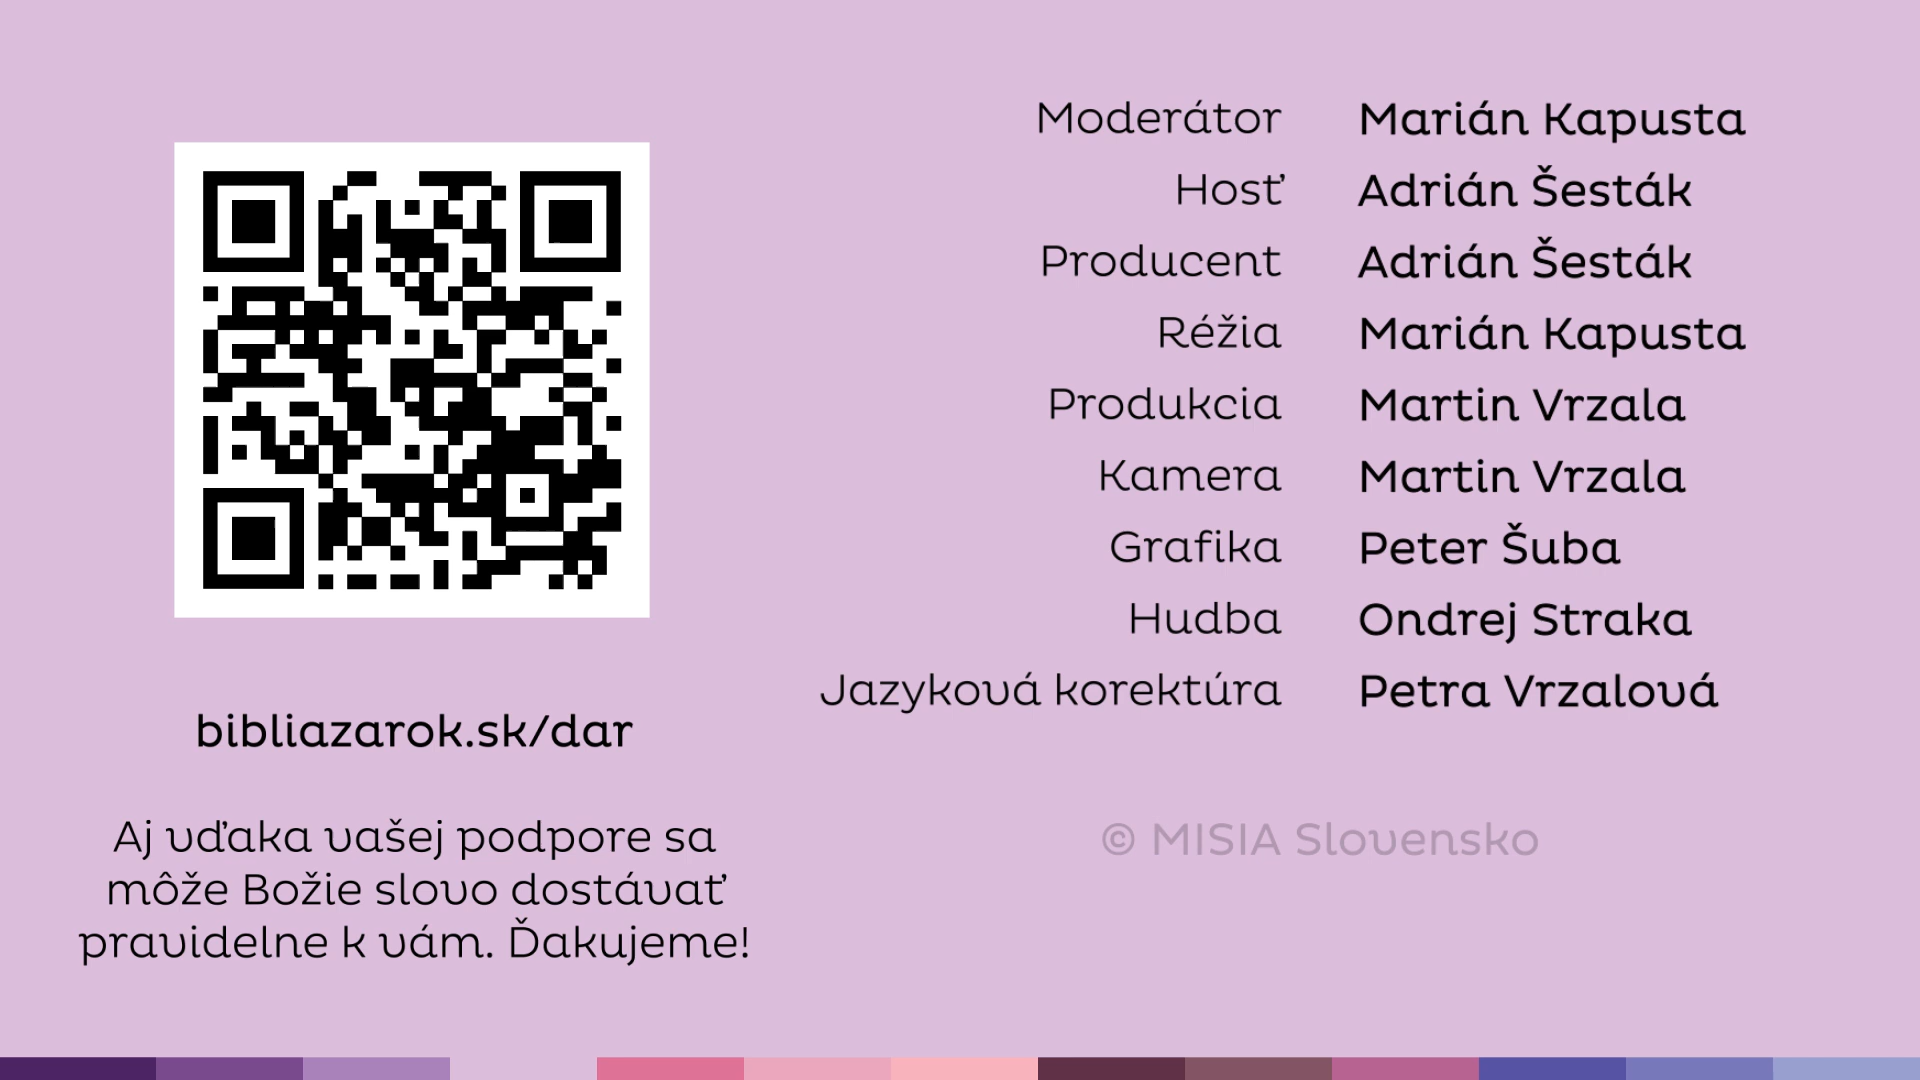 bibliazarok.sk/dar
Aj vďaka vašej podpore sa
môže Božie slovo dostávať
pravidelne k vám. Ďakujeme!
Moderátor Marián Kapusta
Hosť Adrián Šesták
Producent Adrián Šesták
Réžia Marián Kapusta
Produkcia Martin Vrzala
Kamera Martin Vrzala
Grafika Peter Šuba
Hudba Ondrej Straka
Jazyková korektúra Petra Vrzalová
© MISIA Slovensko